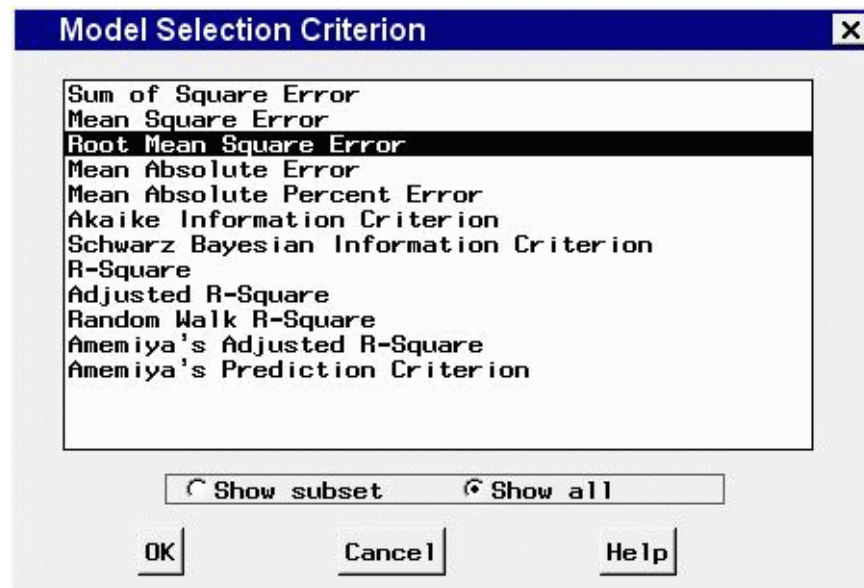 Model Selection Criterion
Sum of Square Error
Mean Square Error
Root Mean Square Error
Mean Absolute Error
Mean Absolute Percent Error
Akaike Information Criterion
Schwarz Bayesian Information Criterion
R-Square
Adjusted R-Square
Random Walk R-Square
Amemiya's Adjusted R-Square
Amemiya's Prediction Criterion
Show subset Show all
OK Cancel Help